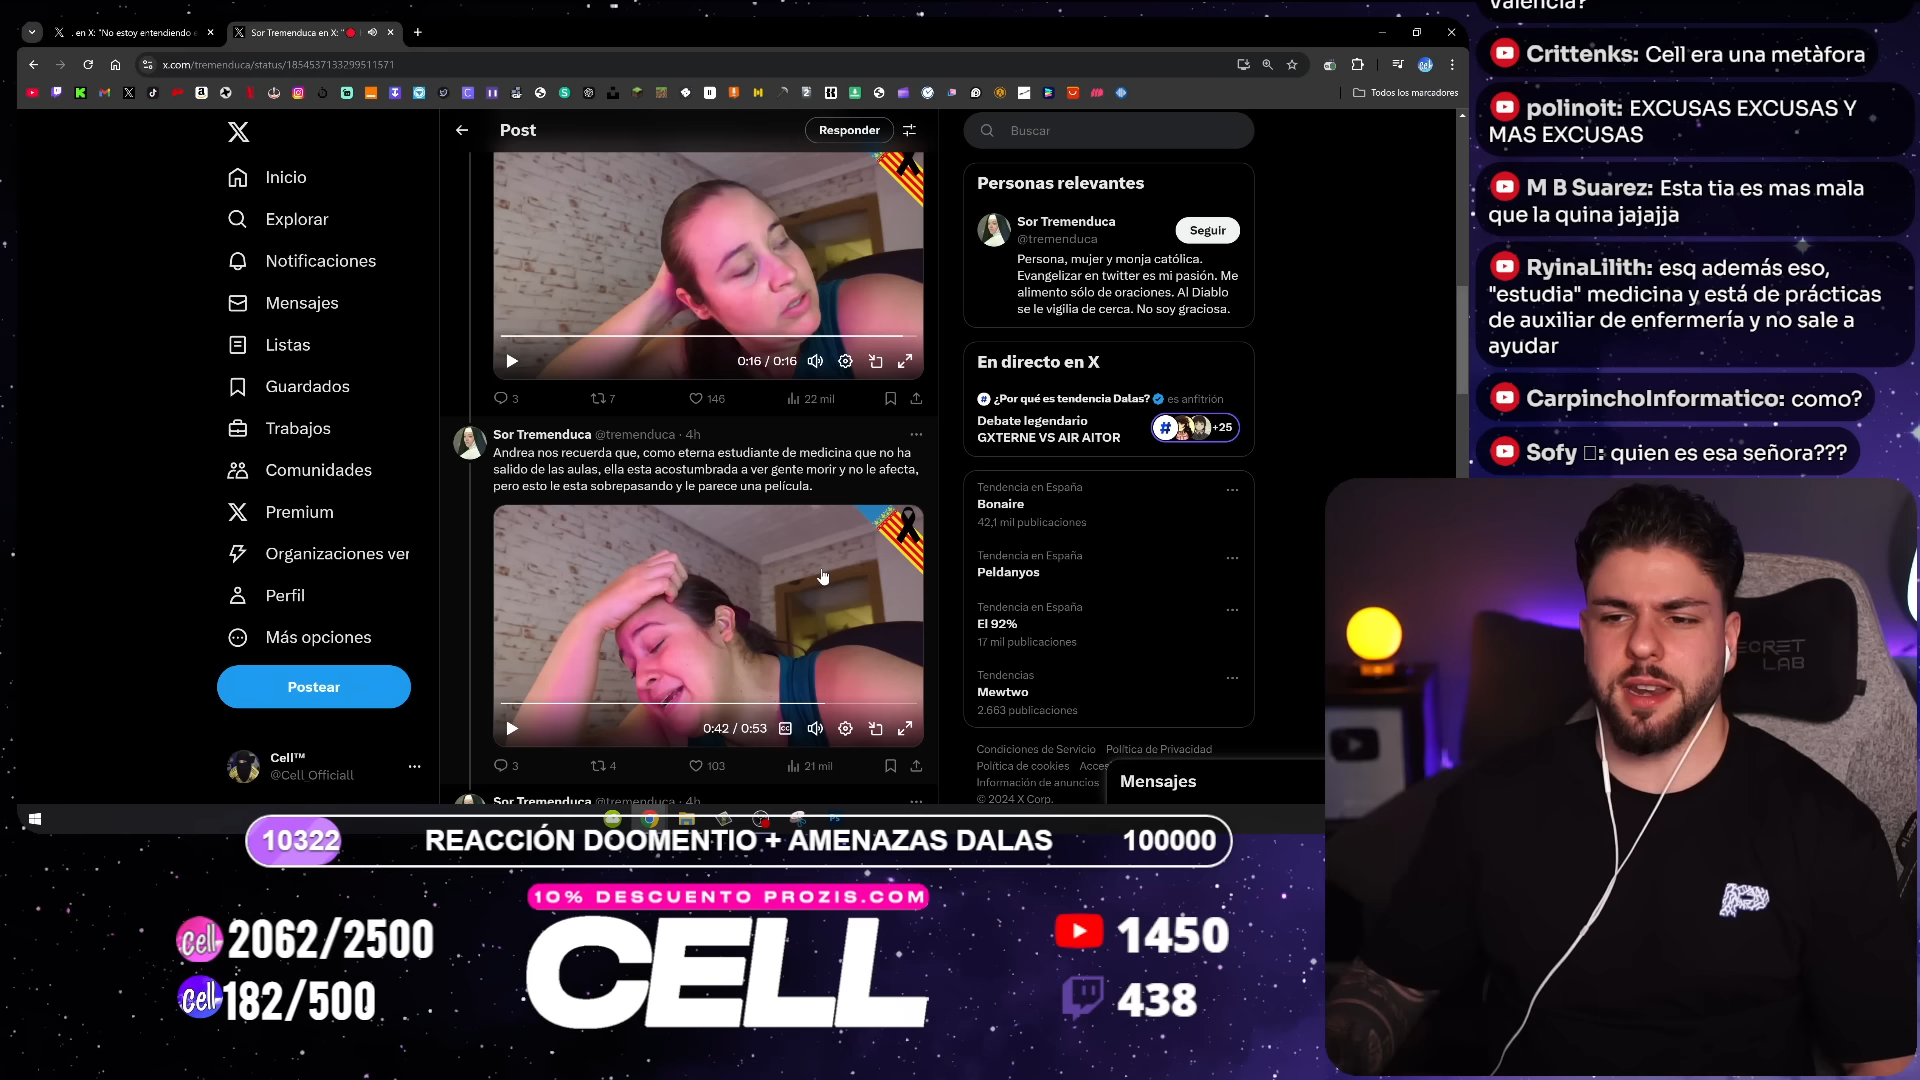 . en X: "No estoy entendiendo e
Sor Tremenduca en X: "
x.com/tremenduca/status/1854537133299511571
Todos los marcadores
Inicio
Explorar
Notificaciones
Mensajes
Listas
Guardados
Trabajos
Comunidades
Premium
Organizaciones ver
Perfil
Más opciones
Postear
Cell™
@Cell_Officiall
Post
Responder
0:16 / 0:16
3
7
146
22 mil
Sor Tremenduca @tremenduca · 4h
Andrea nos recuerda que, como eterna estudiante de medicina que no ha
salido de las aulas, ella esta acostumbrada a ver gente morir y no le afecta,
pero esto le esta sobrepasando y le parece una película.
0:42 / 0:53
3
4
103
21 mil
Sor Tremenduca @tremenduca · 4h
Buscar
Personas relevantes
Sor Tremenduca
@tremenduca
Seguir
Persona, mujer y monja católica.
Evangelizar en twitter es mi pasión. Me
alimento sólo de oraciones. Al Diablo
se le vigilia de cerca. No soy graciosa.
En directo en X
¿Por qué es tendencia Dalas? es anfitrión
Debate legendario
GXTERNE VS AIR AITOR
+25
Tendencia en España
Bonaire
42,1 mil publicaciones
Tendencia en España
Peldanyos
Tendencia en España
El 92%
17 mil publicaciones
Tendencias
Mewtwo
2.663 publicaciones
Condiciones de Servicio Política de Privacidad
Política de cookies Acces
Información de anuncios
© 2024 X Corp.
Mensajes
Valencia?
Crittenks: Cell era una metàfora
polinoit: EXCUSAS EXCUSAS Y
MAS EXCUSAS
M B Suarez: Esta tia es mas mala
que la quina jajajja
RyinaLilith: esq además eso,
"estudia" medicina y está de prácticas
de auxiliar de enfermería y no sale a
ayudar
CarpinchoInformatico: como?
Sofy : quien es esa señora???
10322 REACCIÓN DOOMENTIO + AMENAZAS DALAS 100000
10% DESCUENTO PROZIS.COM
CELL
cell 2062/2500
cell 182/500
1450
438